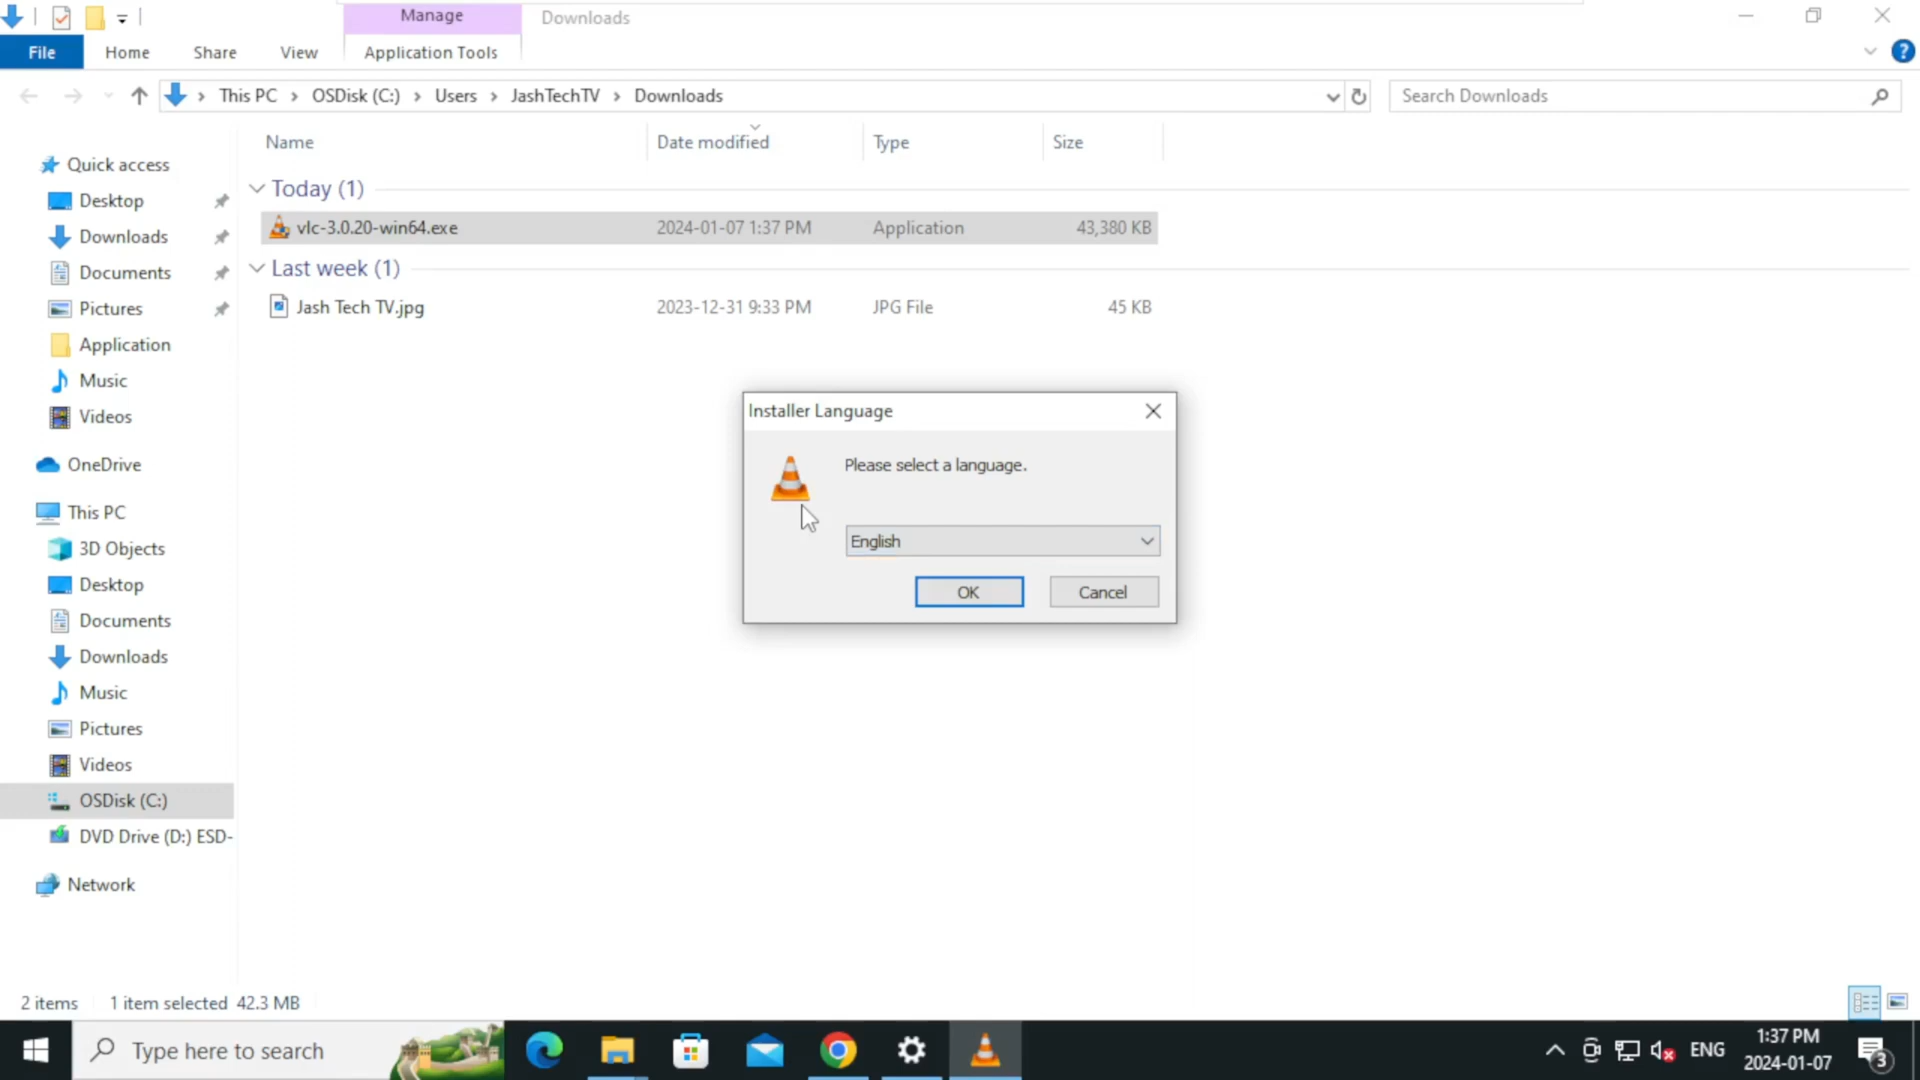 Manage
Downloads
File
Home
Share
View
Application Tools
This PC
OSDisk (C:)
Users
JashTechTV
Downloads
Search Downloads
Name
Date modified
Type
Size
Quick access
Desktop
Downloads
Documents
Pictures
Application
Music
Videos
OneDrive
This PC
3D Objects
Desktop
Documents
Downloads
Music
Pictures
Videos
OSDisk (C:)
DVD Drive (D:) ESD-
Network
Today (1)
vlc-3.0.20-win64.exe 2024-01-07 1:37 PM Application 43,380 KB
Last week (1)
Jash Tech TV.jpg 2023-12-31 9:33 PM JPG File 45 KB
Installer Language
Please select a language.
English
OK
Cancel
2 items 1 item selected 42.3 MB
Type here to search
ENG
1:37 PM
2024-01-07
3
?